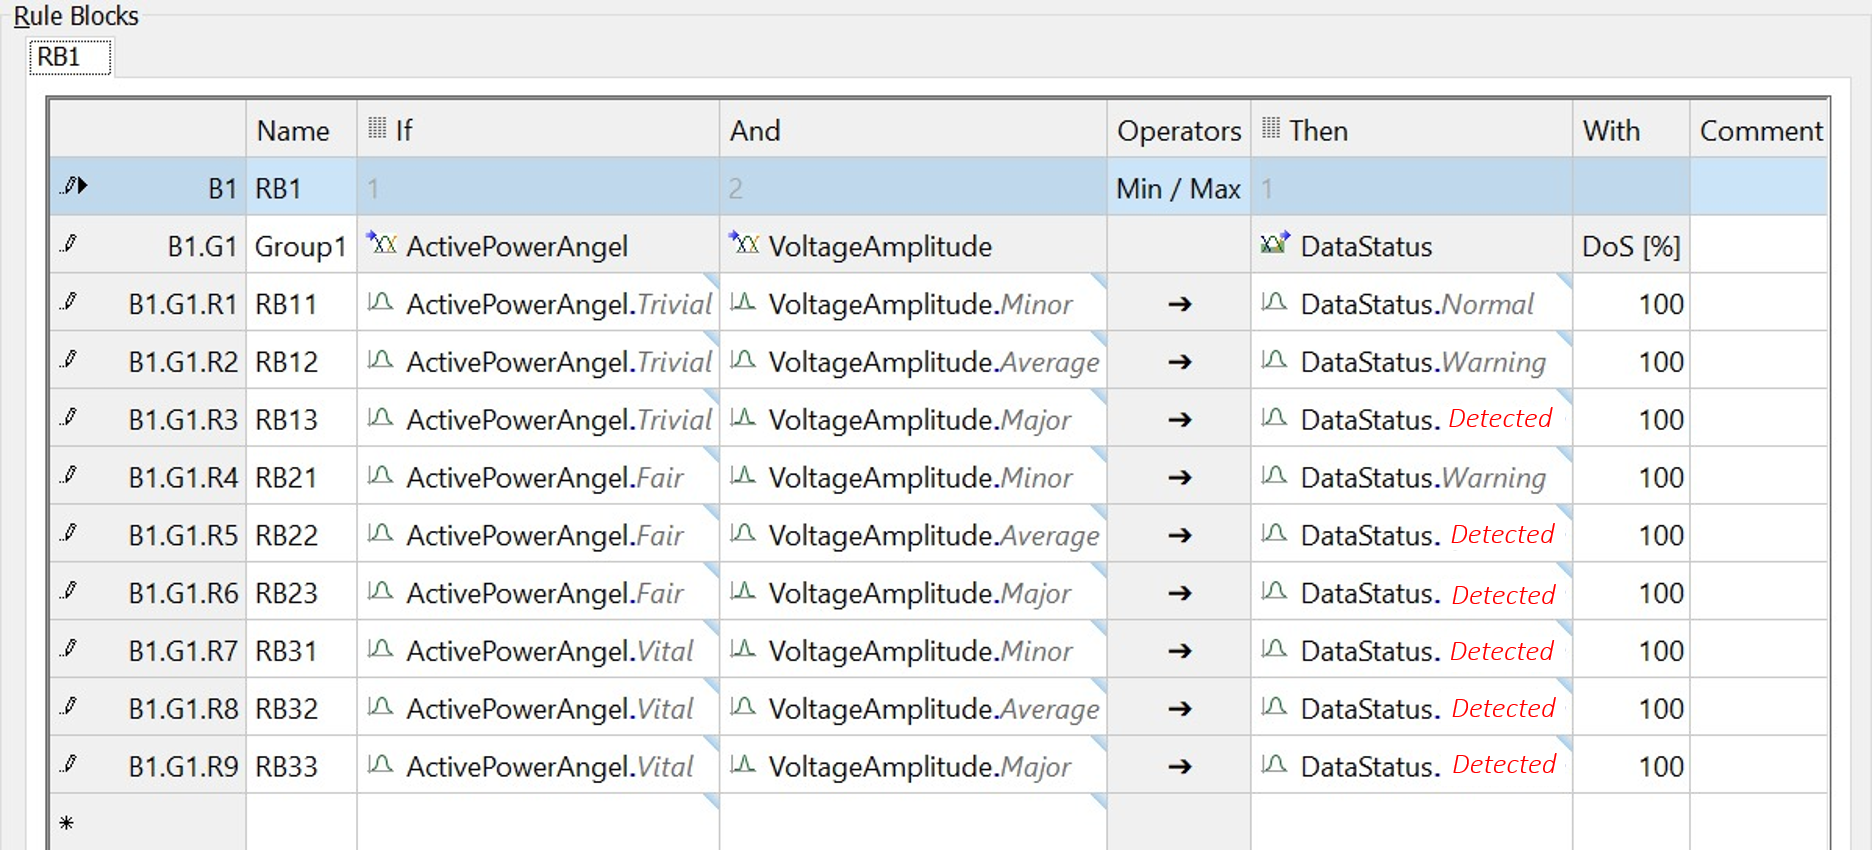 Rule Blocks
RB1
Name If And Operators Then With Comment
B1 RB1 1 2 Min / Max 1
B1.G1 Group1 ActivePowerAngel VoltageAmplitude DataStatus DoS [%]
B1.G1.R1 RB11 ActivePowerAngel.Trivial VoltageAmplitude.Minor ➔ DataStatus.Normal 100
B1.G1.R2 RB12 ActivePowerAngel.Trivial VoltageAmplitude.Average ➔ DataStatus.Warning 100
B1.G1.R3 RB13 ActivePowerAngel.Trivial VoltageAmplitude.Major ➔ DataStatus. Detected 100
B1.G1.R4 RB21 ActivePowerAngel.Fair VoltageAmplitude.Minor ➔ DataStatus.Warning 100
B1.G1.R5 RB22 ActivePowerAngel.Fair VoltageAmplitude.Average ➔ DataStatus. Detected 100
B1.G1.R6 RB23 ActivePowerAngel.Fair VoltageAmplitude.Major ➔ DataStatus. Detected 100
B1.G1.R7 RB31 ActivePowerAngel.Vital VoltageAmplitude.Minor ➔ DataStatus. Detected 100
B1.G1.R8 RB32 ActivePowerAngel.Vital VoltageAmplitude.Average ➔ DataStatus. Detected 100
B1.G1.R9 RB33 ActivePowerAngel.Vital VoltageAmplitude.Major ➔ DataStatus. Detected 100
*